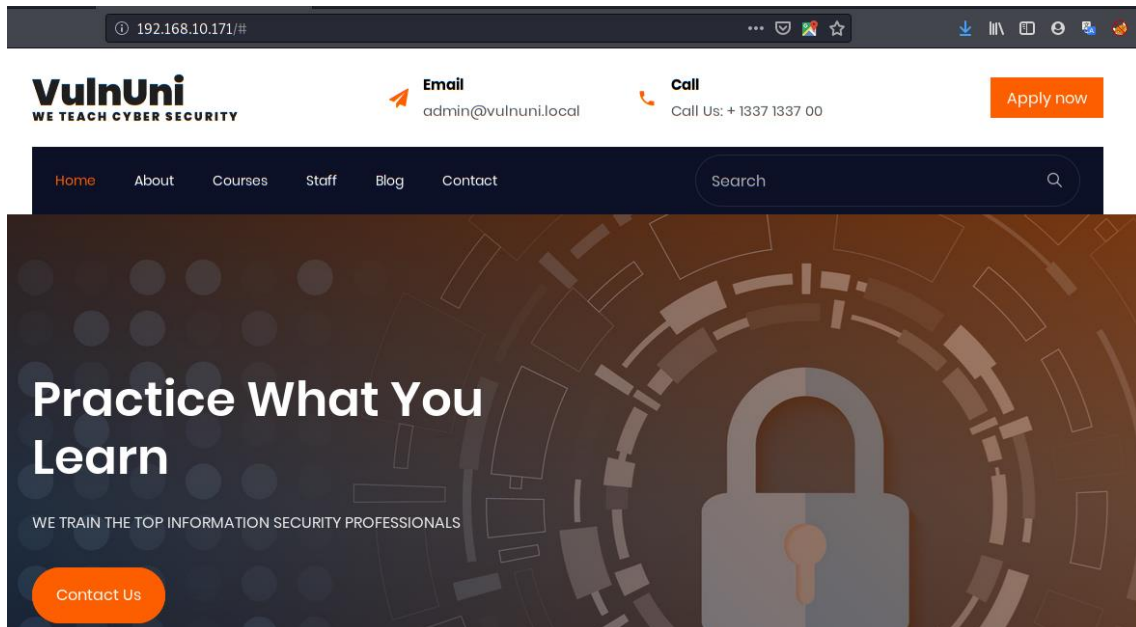 192.168.10.171/#
VulnUni
WE TEACH CYBER SECURITY
Email
admin@vulnuni.local
Call
Call Us: + 1337 1337 00
Apply now
Home About Courses Staff Blog Contact Search
Practice What You
Learn
WE TRAIN THE TOP INFORMATION SECURITY PROFESSIONALS
Contact Us